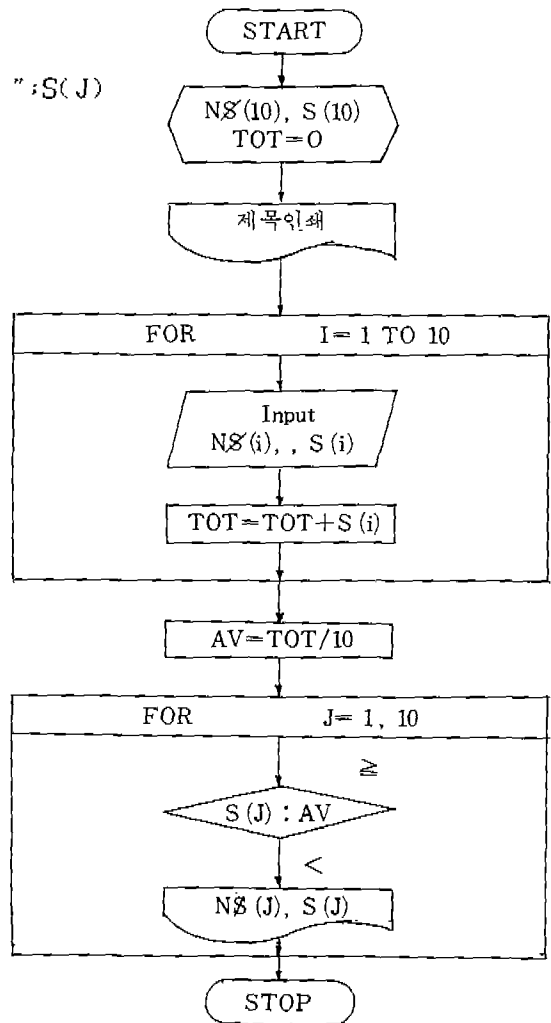 START
";S(J)
N$(10), S(10)
TOT=0
제목인쇄
FOR I=1 TO 10
Input
N$(i), , S(i)
TOT=TOT+S(i)
AV=TOT/10
FOR J=1, 10
≧
S(J) : AV
<
N$(J), S(J)
STOP